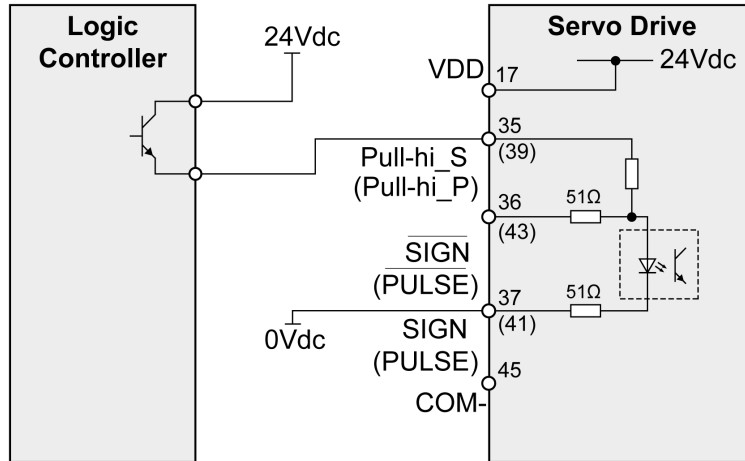 Logic
Controller
Servo Drive
24Vdc
24Vdc
VDD
17
35
(39)
Pull-hi_S
(Pull-hi_P)
36
(43)
51Ω
SIGN
(PULSE)
37
(41)
51Ω
0Vdc
SIGN
(PULSE)
45
COM-